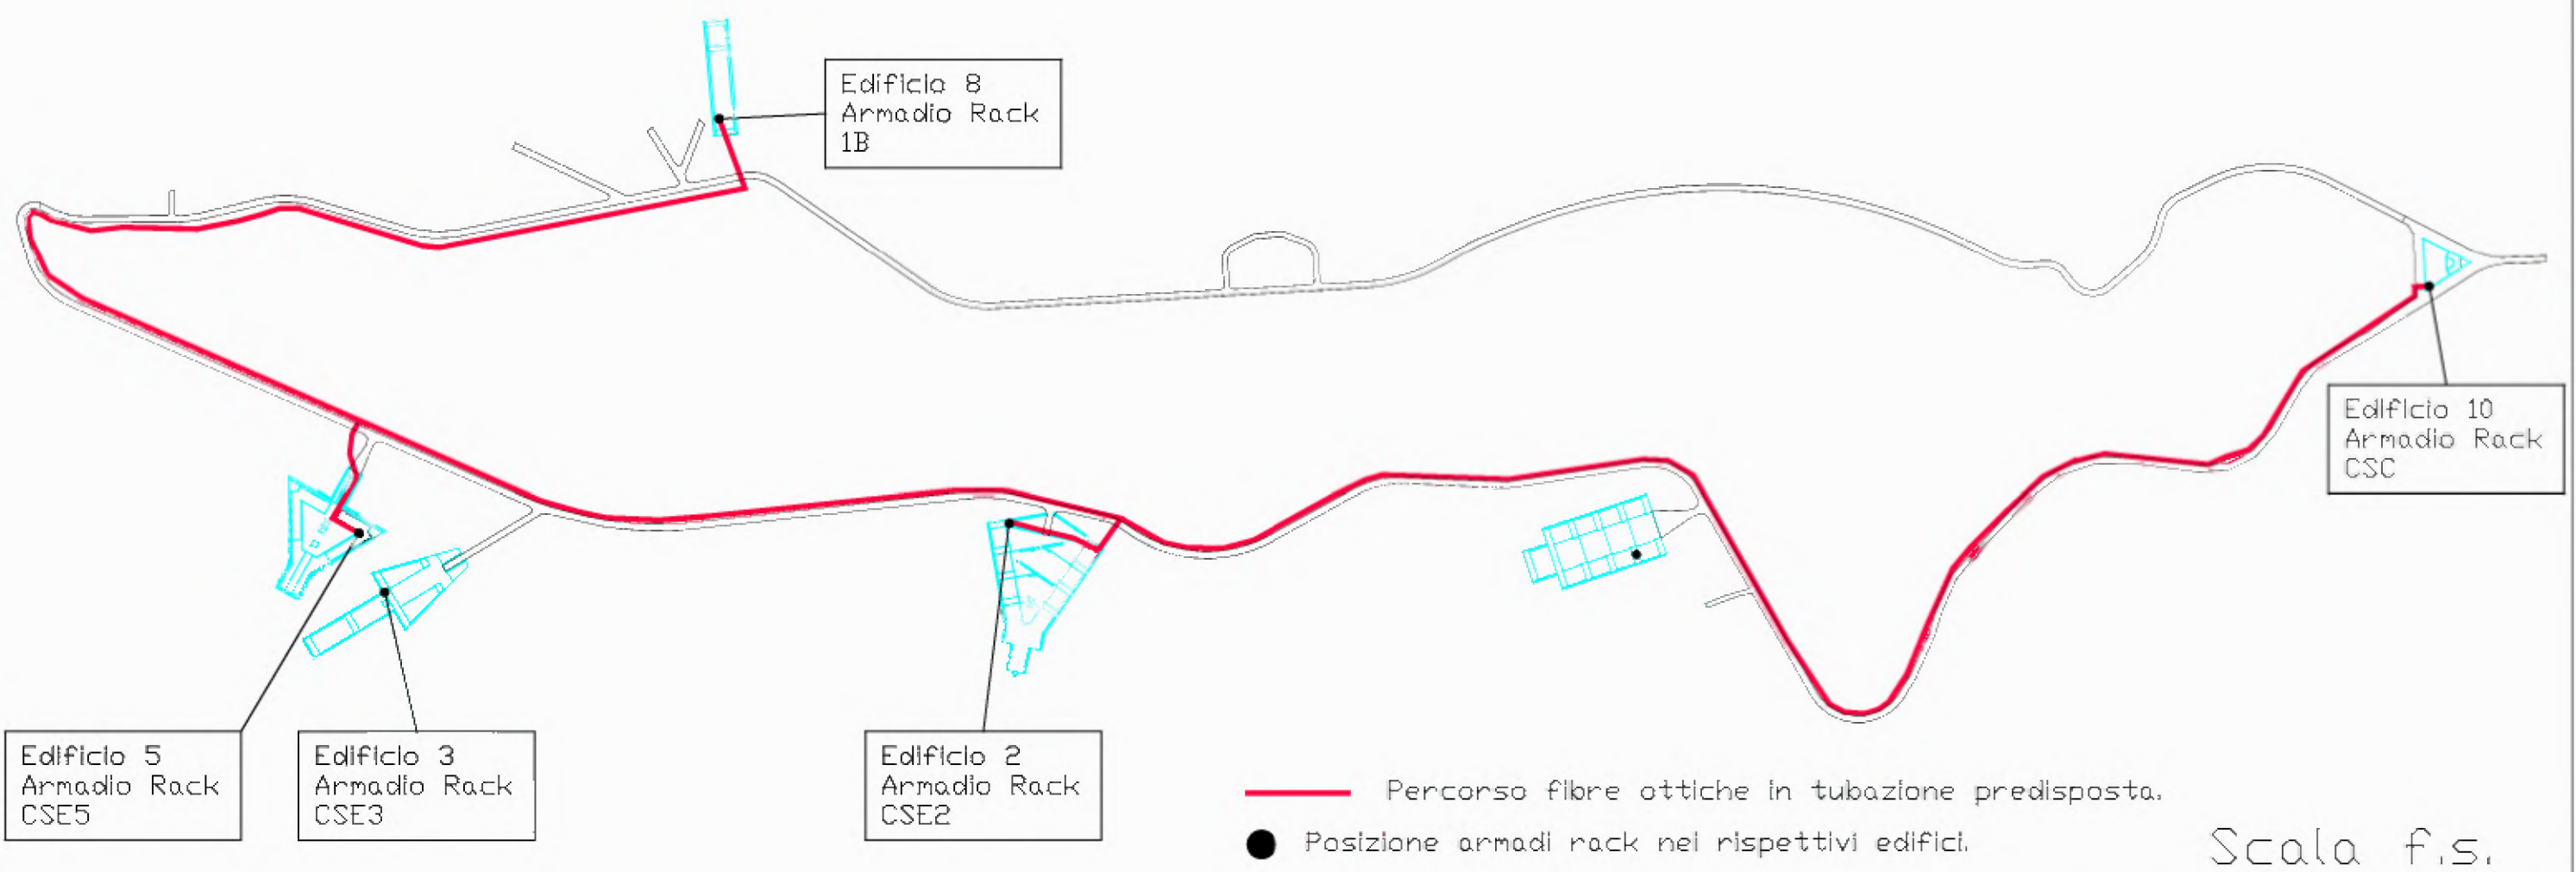 Edificio 8
Armadio Rack
1B
Edificio 10
Armadio Rack
CSC
Edificio 5
Armadio Rack
CSE5
Edificio 3
Armadio Rack
CSE3
Edificio 2
Armadio Rack
CSE2
Percorso fibre ottiche in tubazione predisposta.
Posizione armadi rack nei rispettivi edifici.
Scala f.s.